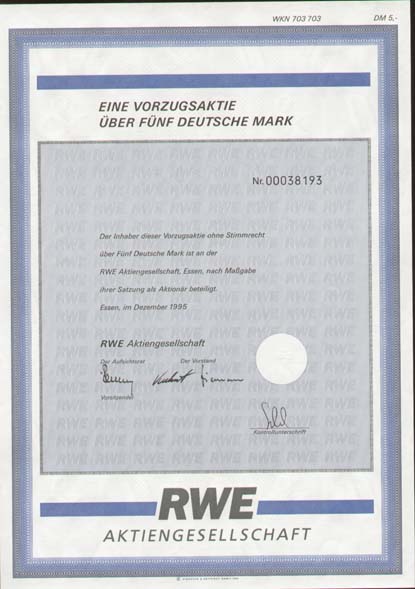 WKN 703 703 DM 5,-
EINE VORZUGSAKTIE
ÜBER FÜNF DEUTSCHE MARK
Nr. 00038193
Der Inhaber dieser Vorzugsaktie ohne Stimmrecht
über Fünf Deutsche Mark ist an der
RWE Aktiengesellschaft, Essen, nach Maßgabe
ihrer Satzung als Aktionär beteiligt.
Essen, im Dezember 1995
RWE Aktiengesellschaft
Der Aufsichtsrat Der Vorstand
Vorsitzender
Kontrollunterschrift
RWE
AKTIENGESELLSCHAFT